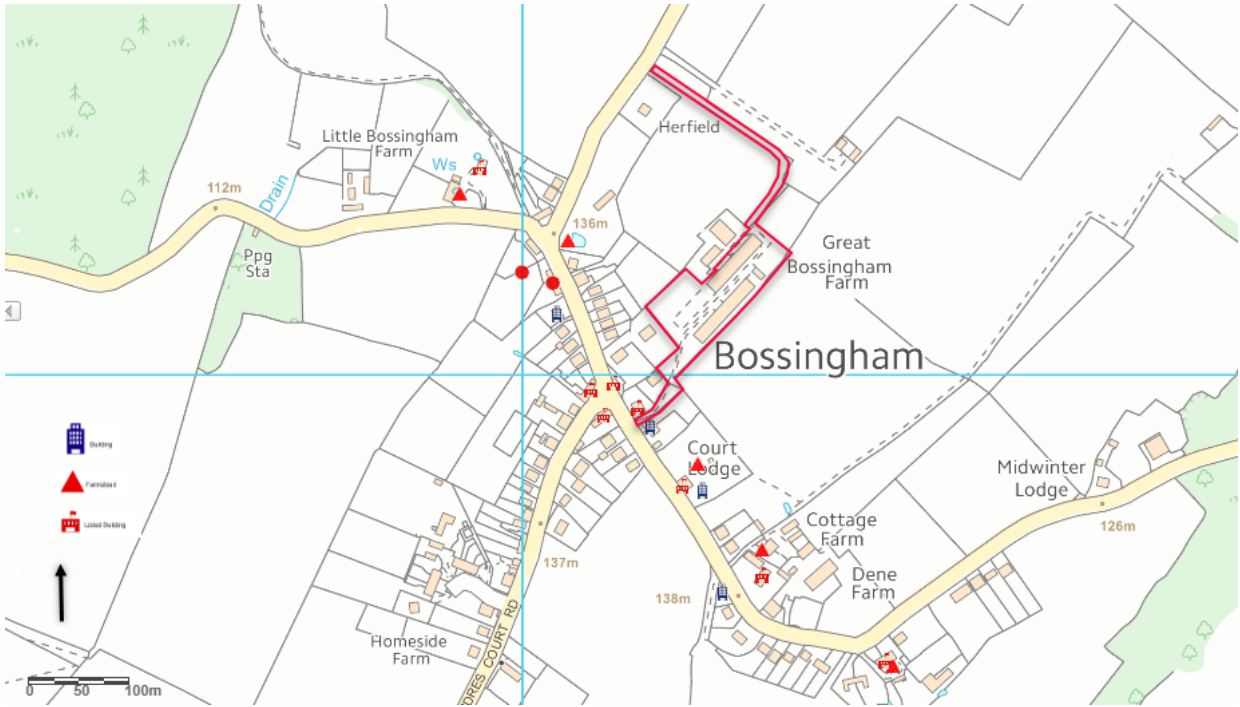 Herfield
Little Bossingham
Farm
Ws
112m
Drain
136m
Ppg
Sta
Great
Bossingham
Farm
Bossingham
Building
Farmstead
Listed Building
Court
Lodge
Midwinter
Lodge
126m
Cottage
Farm
Dene
Farm
137m
138m
Homeside
Farm
DRES COURT RD
0 50 100m